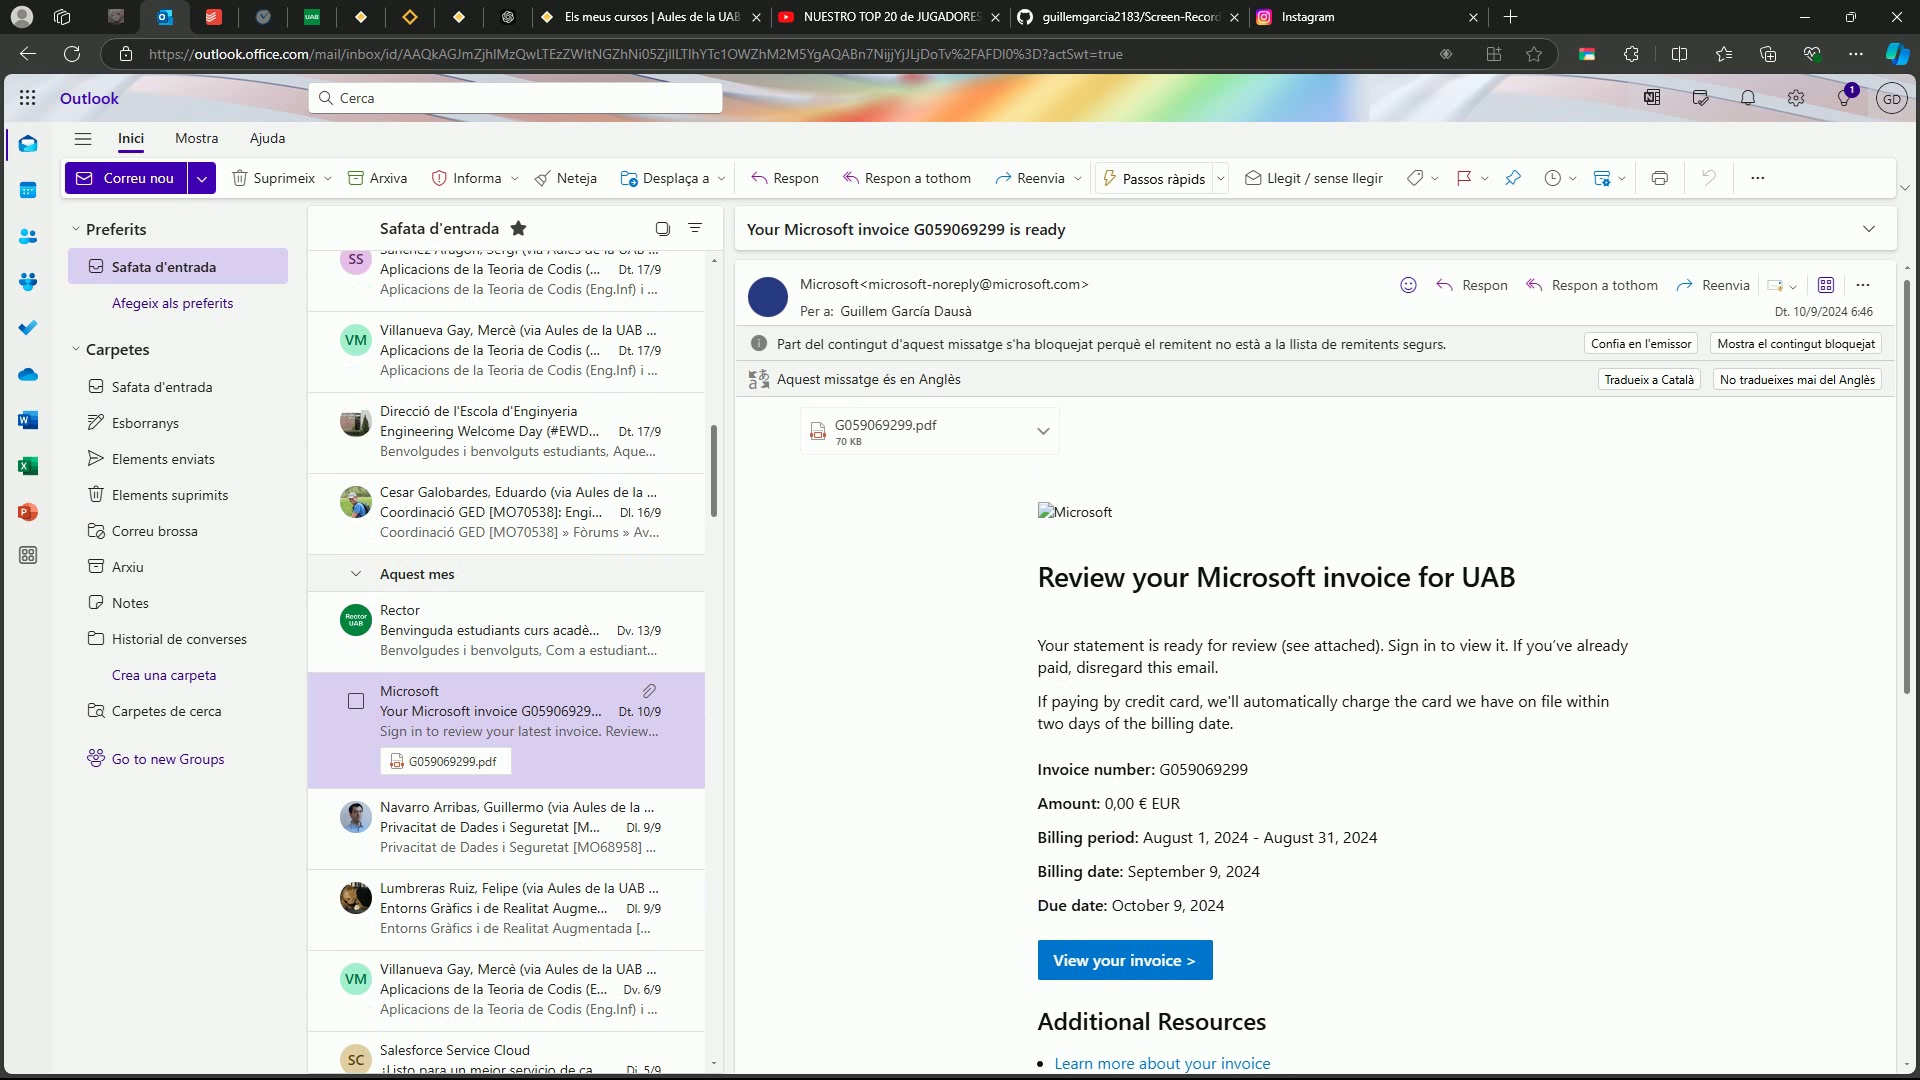 Els meus cursos | Aules de la UAB
NUESTRO TOP 20 de JUGADORES
guillemgarcia2183/Screen-Record
Instagram
https://outlook.office.com/mail/inbox/id/
Outlook
Cerca
1
GD
Inici
Mostra
Ajuda
Correu nou
Suprimeix
Arxiva
Informa
Neteja
Desplaça a
Respon
Respon a tothom
Reenvia
Passos ràpids
Llegit / sense llegir
Preferits
Safata d'entrada
Afegeix als preferits
Carpetes
Safata d'entrada
Esborranys
Elements enviats
Elements suprimits
Correu brossa
Arxiu
Notes
Historial de converses
Crea una carpeta
Carpetes de cerca
Go to new Groups
Safata d'entrada
SS
Aplicacions de la Teoria de Codis (... Dt. 17/9
Aplicacions de la Teoria de Codis (Eng.Inf) i ...
VM
Villanueva Gay, Mercè (via Aules de la UAB ...
Aplicacions de la Teoria de Codis (... Dt. 17/9
Aplicacions de la Teoria de Codis (Eng.Inf) i ...
Direcció de l'Escola d'Enginyeria
Engineering Welcome Day (#EWD... Dt. 17/9
Benvolgudes i benvolguts estudiants, Aque...
Cesar Galobardes, Eduardo (via Aules de la ...
Coordinació GED [MO70538]: Engi... Dl. 16/9
Coordinació GED [MO70538] » Fòrums » Av...
Aquest mes
Rector UAB
Rector
Benvinguda estudiants curs acadè... Dv. 13/9
Benvolgudes i benvolguts, Com a estudiant...
Microsoft
Your Microsoft invoice G05906929... Dt. 10/9
Sign in to review your latest invoice. Review...
G059069299.pdf
Navarro Arribas, Guillermo (via Aules de la ...
Privacitat de Dades i Seguretat [M... Dl. 9/9
Privacitat de Dades i Seguretat [MO68958] ...
Lumbreras Ruiz, Felipe (via Aules de la UAB ...
Entorns Gràfics i de Realitat Augme... Dl. 9/9
Entorns Gràfics i de Realitat Augmentada [...
VM
Villanueva Gay, Mercè (via Aules de la UAB ...
Aplicacions de la Teoria de Codis (E... Dv. 6/9
Aplicacions de la Teoria de Codis (Eng.Inf) i ...
SC
Salesforce Service Cloud
¿Listo para un mejor servicio de ca... Dj. 5/9
Your Microsoft invoice G059069299 is ready
Microsoft<microsoft-noreply@microsoft.com>
Per a: Guillem García Dausà
Respon
Respon a tothom
Reenvia
Dt. 10/9/2024 6:46
Part del contingut d'aquest missatge s'ha bloquejat perquè el remitent no està a la llista de remitents segurs.
Confia en l'emissor
Mostra el contingut bloquejat
Aquest missatge és en Anglès
Tradueix a Català
No tradueixes mai del Anglès
G059069299.pdf
70 KB
Microsoft
Review your Microsoft invoice for UAB
Your statement is ready for review (see attached). Sign in to view it. If you've already
paid, disregard this email.
If paying by credit card, we'll automatically charge the card we have on file within
two days of the billing date.
Invoice number: G059069299
Amount: 0,00 € EUR
Billing period: August 1, 2024 - August 31, 2024
Billing date: September 9, 2024
Due date: October 9, 2024
View your invoice >
Additional Resources
• Learn more about your invoice